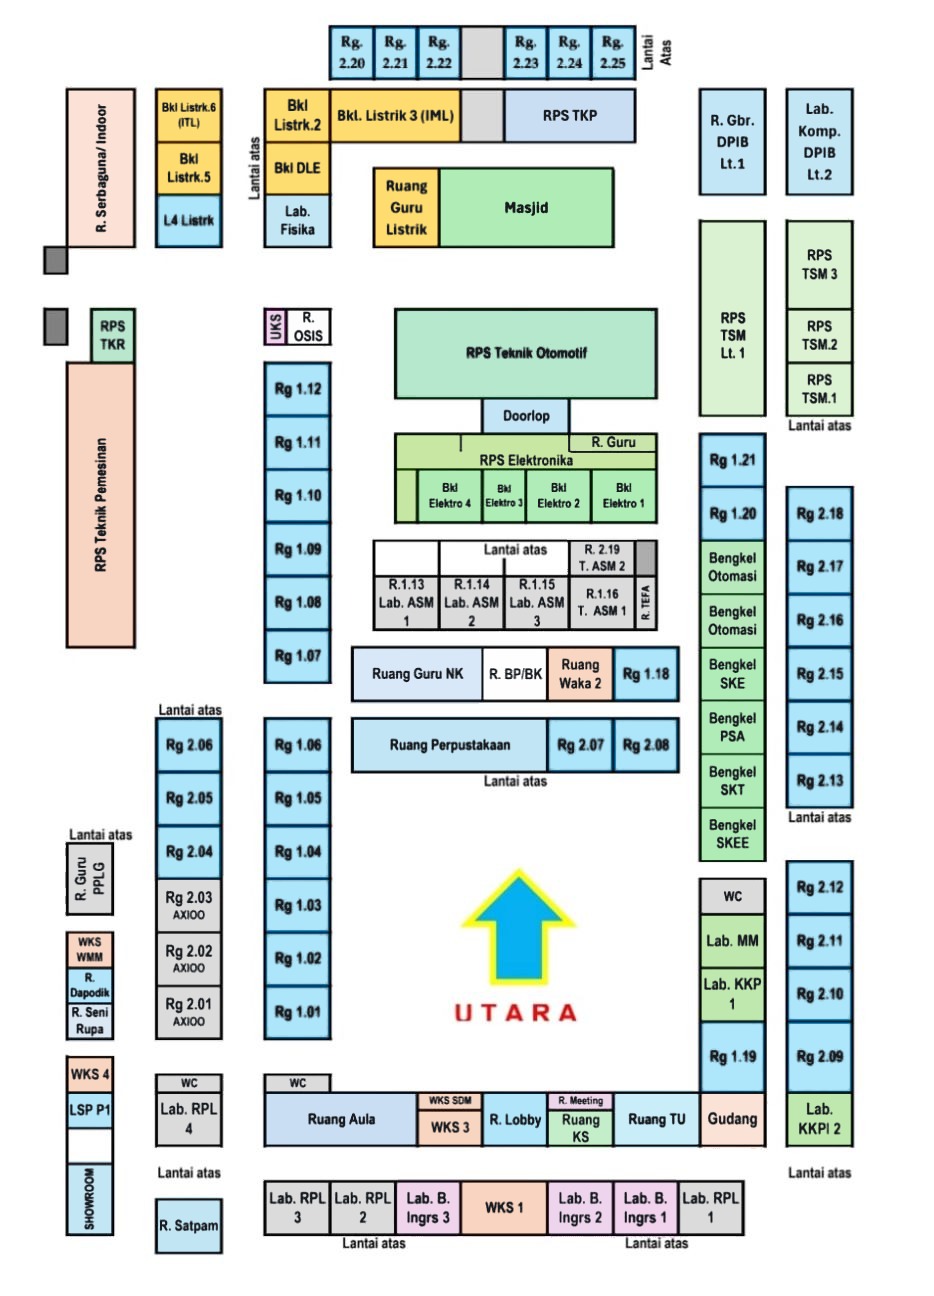 Rg.
2.20
Rg.
2.21
Rg.
2.22
Rg.
2.23
Rg.
2.24
Rg.
2.25
Lantai
Atas
R. Serbaguna/ Indoor
Bkl Listrk.6
(ITL)
Bkl
Listrk.5
L4 Listrk
Lantai atas
Bkl
Listrk.2
Bkl DLE
Lab.
Fisika
Bkl. Listrik 3 (IML)
RPS TKP
Ruang
Guru
Listrik
Masjid
R. Gbr.
DPIB
Lt.1
Lab.
Komp.
DPIB
Lt.2
RPS
TSM
Lt. 1
RPS
TSM 3
RPS
TSM.2
RPS
TSM.1
Lantai atas
RPS
TKR
RPS Teknik Pemesinan
UKS
R.
OSIS
RPS Teknik Otomotif
Doorlop
R. Guru
RPS Elektronika
Bkl
Elektro 4
Bkl
Elektro 3
Bkl
Elektro 2
Bkl
Elektro 1
Rg 1.12
Rg 1.11
Rg 1.10
Rg 1.09
Rg 1.08
Rg 1.07
Lantai atas
R. 2.19
T. ASM 2
R.1.13
Lab. ASM
1
R.1.14
Lab. ASM
2
R.1.15
Lab. ASM
3
R.1.16
T. ASM 1
R. TEFA
Ruang Guru NK
R. BP/BK
Ruang
Waka 2
Rg 1.18
Ruang Perpustakaan
Rg 2.07
Rg 2.08
Lantai atas
Rg 1.21
Rg 1.20
Bengkel
Otomasi
Bengkel
Otomasi
Bengkel
SKE
Bengkel
PSA
Bengkel
SKT
Bengkel
SKEE
Rg 2.18
Rg 2.17
Rg 2.16
Rg 2.15
Rg 2.14
Rg 2.13
Lantai atas
Lantai atas
Rg 2.06
Rg 2.05
Rg 2.04
Rg 2.03
AXIOO
Rg 2.02
AXIOO
Rg 2.01
AXIOO
Rg 1.06
Rg 1.05
Rg 1.04
Rg 1.03
Rg 1.02
Rg 1.01
Lantai atas
R. Guru
PPLG
WKS
WMM
R.
Dapodik
R. Seni
Rupa
UTARA
WC
Lab. MM
Lab. KKP
1
Rg 1.19
Rg 2.12
Rg 2.11
Rg 2.10
Rg 2.09
WKS 4
LSP P1
SHOWROOM
WC
Lab. RPL
4
Lantai atas
R. Satpam
WC
Ruang Aula
WKS SDM
WKS 3
R. Lobby
R. Meeting
Ruang
KS
Ruang TU
Gudang
Lab.
KKPI 2
Lantai atas
Lab. RPL
3
Lab. RPL
2
Lab. B.
Ingrs 3
WKS 1
Lab. B.
Ingrs 2
Lab. B.
Ingrs 1
Lab. RPL
1
Lantai atas
Lantai atas